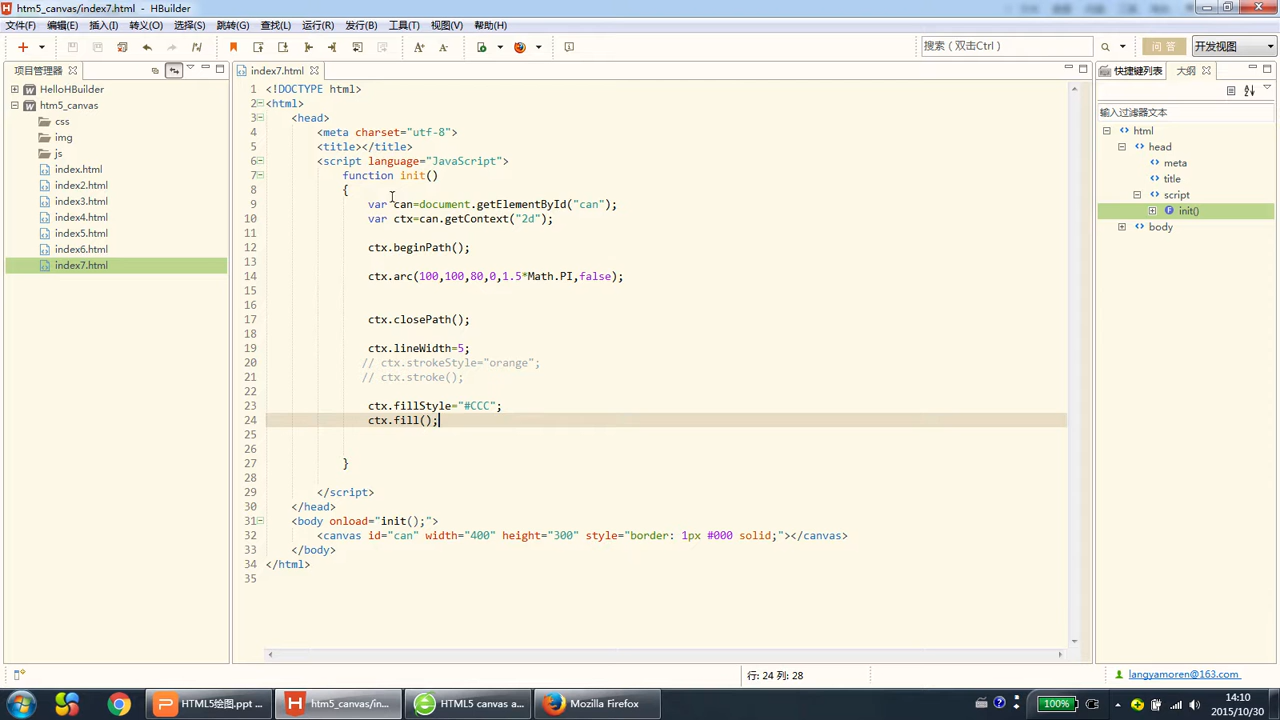 htm5_canvas/index7.html - HBuilder
文件(F) 编辑(E) 插入(I) 转义(O) 选择(S) 跳转(G) 查找(L) 运行(R) 发行(B) 工具(T) 视图(V) 帮助(H)
搜索（双击Ctrl） 问 答 开发视图
项目管理器
index7.html
快捷键列表 大纲
HelloHBuilder
htm5_canvas
css
img
js
index.html
index2.html
index3.html
index4.html
index5.html
index6.html
index7.html
1 <!DOCTYPE html>
2 <html>
3 <head>
4 <meta charset="utf-8">
5 <title></title>
6 <script language="JavaScript">
7 function init()
8 {
9 var can=document.getElementById("can");
10 var ctx=can.getContext("2d");
11
12 ctx.beginPath();
13
14 ctx.arc(100,100,80,0,1.5*Math.PI,false);
15
16
17 ctx.closePath();
18
19 ctx.lineWidth=5;
20 // ctx.strokeStyle="orange";
21 // ctx.stroke();
22
23 ctx.fillStyle="#CCC";
24 ctx.fill();
25
26
27 }
28
29 </script>
30 </head>
31 <body onload="init();">
32 <canvas id="can" width="400" height="300" style="border: 1px #000 solid;"></canvas>
33 </body>
34 </html>
35
输入过滤器文本
html
head
meta
title
script
init()
body
行: 24 列: 28
langyamoren@163.com
HTML5绘图.ppt ... htm5_canvas/in... HTML5 canvas a... Mozilla Firefox
100%
14:10
2015/10/30